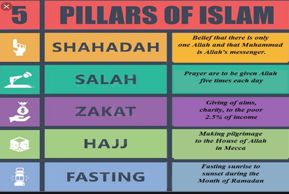 5 PILLARS OF ISLAM
SHAHADAH
Belief that there is only
one Allah and that Muhammad
is Allah's messenger.
SALAH
Prayer are to be given Allah
five times each day
ZAKAT
Giving of alms,
charity, to the poor
2.5% of income
HAJJ
Making pilgrimage
to the House of Allah
in Mecca
FASTING
Fasting sunrise to
sunset during the
Month of Ramadan